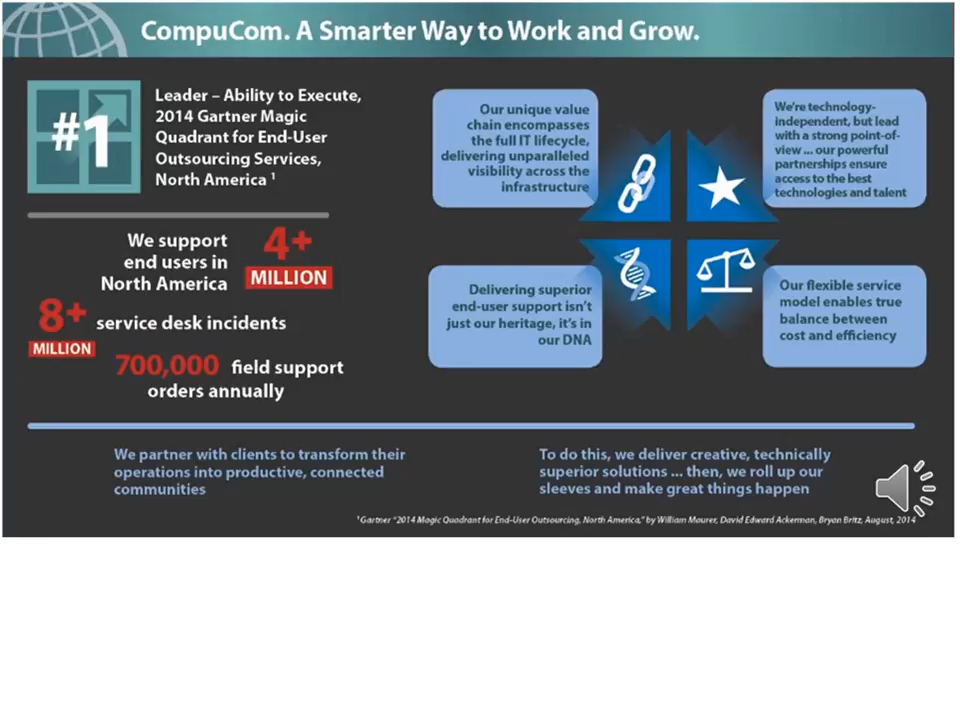 CompuCom. A Smarter Way to Work and Grow.
#1
Leader – Ability to Execute,
2014 Gartner Magic
Quadrant for End-User
Outsourcing Services,
North America 1
We support
end users in
North America
4+
MILLION
8+
MILLION
service desk incidents
700,000 field support
orders annually
Our unique value
chain encompasses
the full IT lifecycle,
delivering unparalleled
visibility across the
infrastructure
We're technology-
independent, but lead
with a strong point-of-
view ... our powerful
partnerships ensure
access to the best
technologies and talent
Delivering superior
end-user support isn't
just our heritage, it's in
our DNA
Our flexible service
model enables true
balance between
cost and efficiency
We partner with clients to transform their
operations into productive, connected
communities
To do this, we deliver creative, technically
superior solutions ... then, we roll up our
sleeves and make great things happen
1 Gartner "2014 Magic Quadrant for End-User Outsourcing, North America," by William Maurer, David Edward Ackerman, Bryan Britz, August, 2014